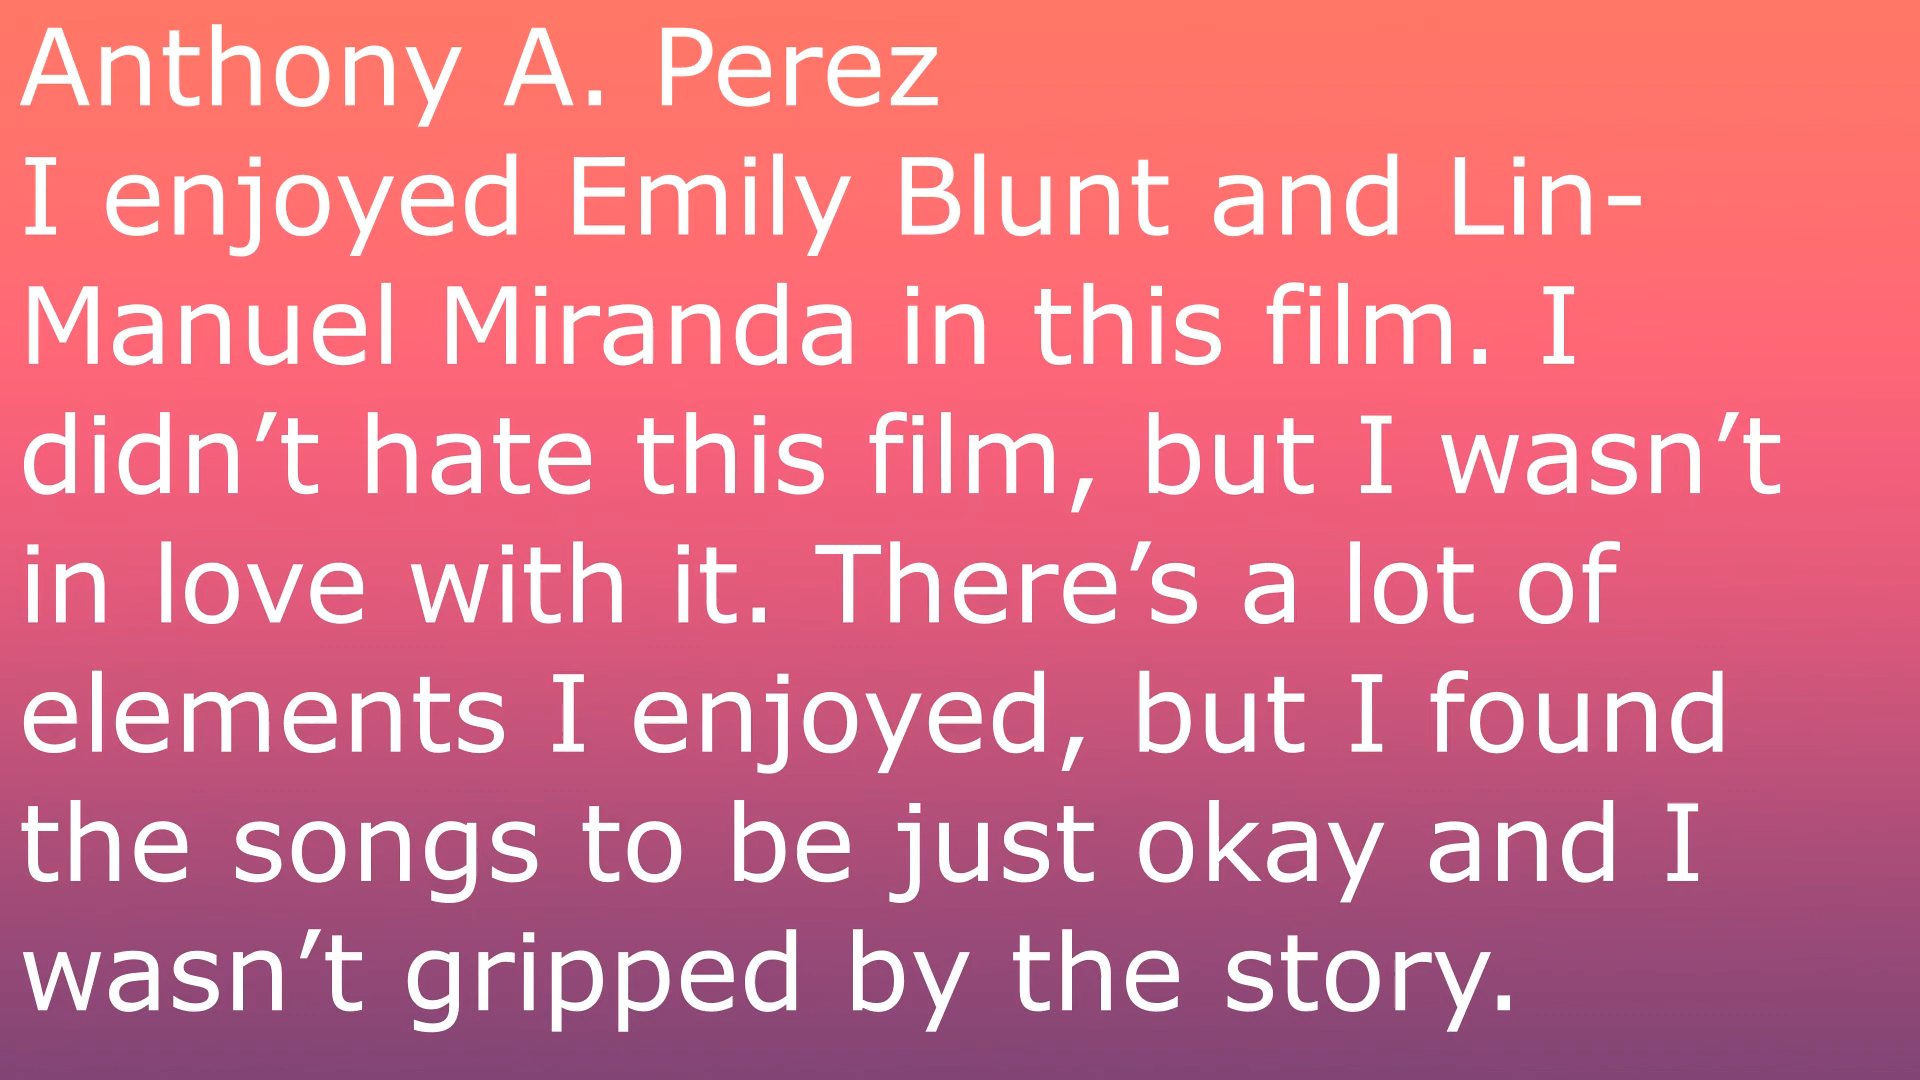 Anthony A. Perez
I enjoyed Emily Blunt and Lin-
Manuel Miranda in this film. I
didn’t hate this film, but I wasn’t
in love with it. There’s a lot of
elements I enjoyed, but I found
the songs to be just okay and I
wasn’t gripped by the story.